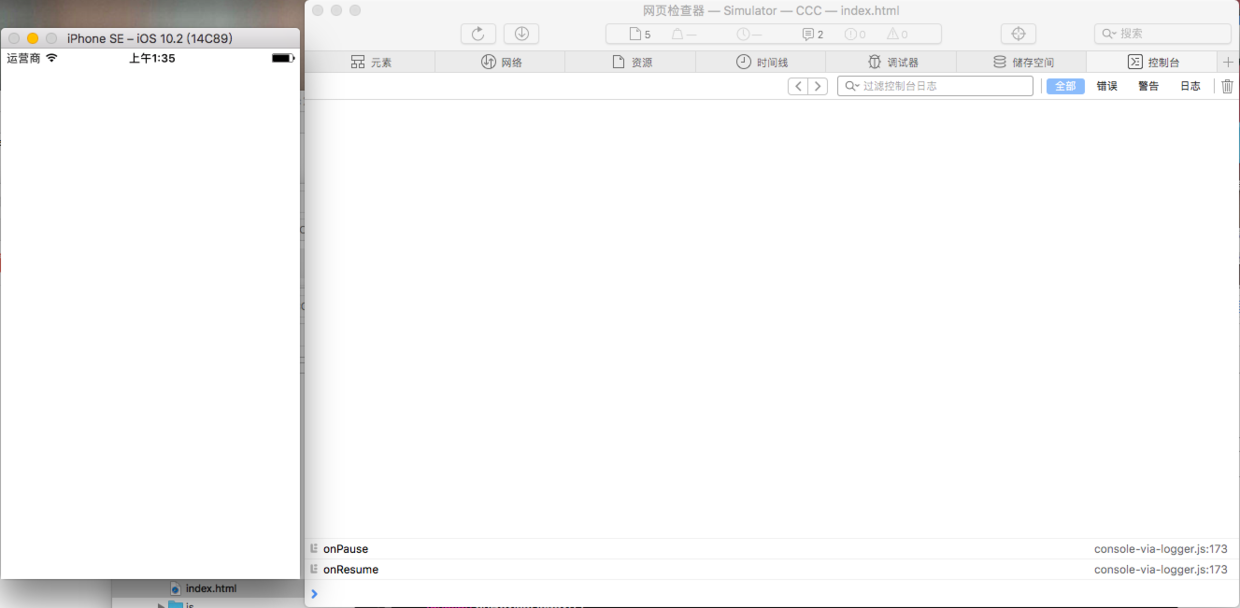 网页检查器 — Simulator — CCC — index.html
iPhone SE – iOS 10.2 (14C89)
5 — — 2 0 0 搜索
运营商 上午1:35
元素 网络 资源 时间线 调试器 储存空间 控制台
过滤控制台日志 全部 错误 警告 日志
onPause console-via-logger.js:173
onResume console-via-logger.js:173
index.html
js